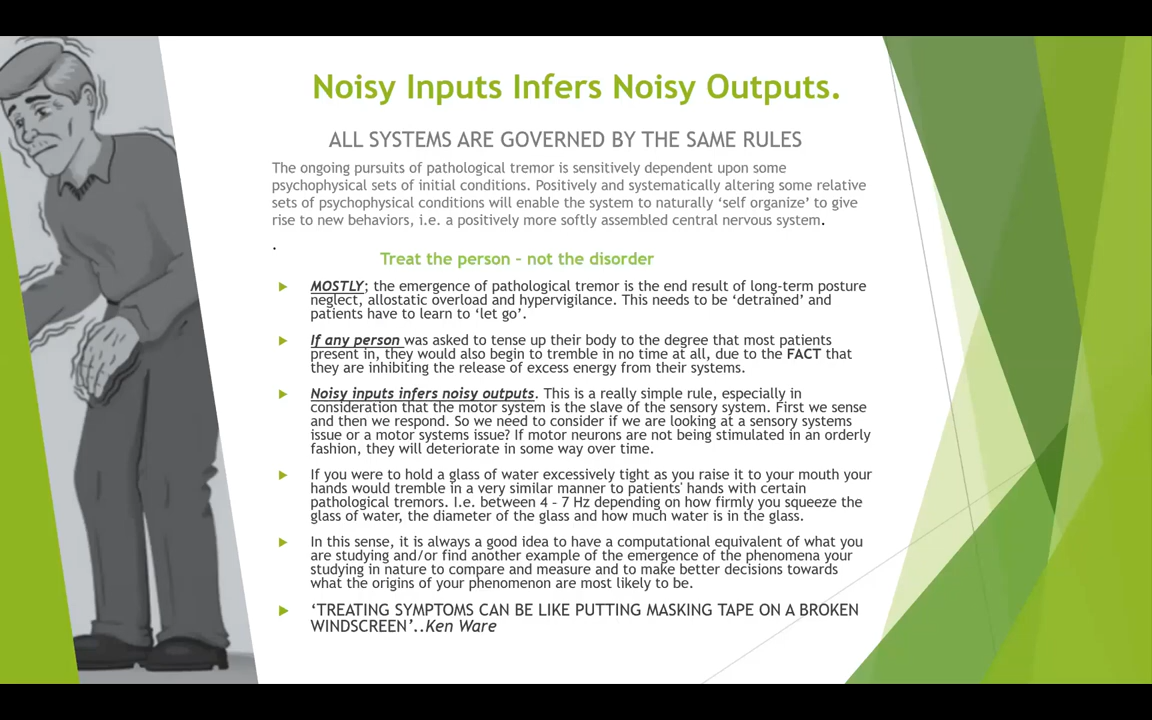 Noisy Inputs Infers Noisy Outputs.
ALL SYSTEMS ARE GOVERNED BY THE SAME RULES
The ongoing pursuits of pathological tremor is sensitively dependent upon some
psychophysical sets of initial conditions. Positively and systematically altering some relative
sets of psychophysical conditions will enable the system to naturally ‘self organize’ to give
rise to new behaviors, i.e. a positively more softly assembled central nervous system.
.
Treat the person – not the disorder
MOSTLY; the emergence of pathological tremor is the end result of long-term posture
neglect, allostatic overload and hypervigilance. This needs to be ‘detrained’ and
patients have to learn to ‘let go’.
If any person was asked to tense up their body to the degree that most patients
present in, they would also begin to tremble in no time at all, due to the FACT that
they are inhibiting the release of excess energy from their systems.
Noisy inputs infers noisy outputs. This is a really simple rule, especially in
consideration that the motor system is the slave of the sensory system. First we sense
and then we respond. So we need to consider if we are looking at a sensory systems
issue or a motor systems issue? If motor neurons are not being stimulated in an orderly
fashion, they will deteriorate in some way over time.
If you were to hold a glass of water excessively tight as you raise it to your mouth your
hands would tremble in a very similar manner to patients' hands with certain
pathological tremors. I.e. between 4 – 7 Hz depending on how firmly you squeeze the
glass of water, the diameter of the glass and how much water is in the glass.
In this sense, it is always a good idea to have a computational equivalent of what you
are studying and/or find another example of the emergence of the phenomena your
studying in nature to compare and measure and to make better decisions towards
what the origins of your phenomenon are most likely to be.
‘TREATING SYMPTOMS CAN BE LIKE PUTTING MASKING TAPE ON A BROKEN
WINDSCREEN’..Ken Ware